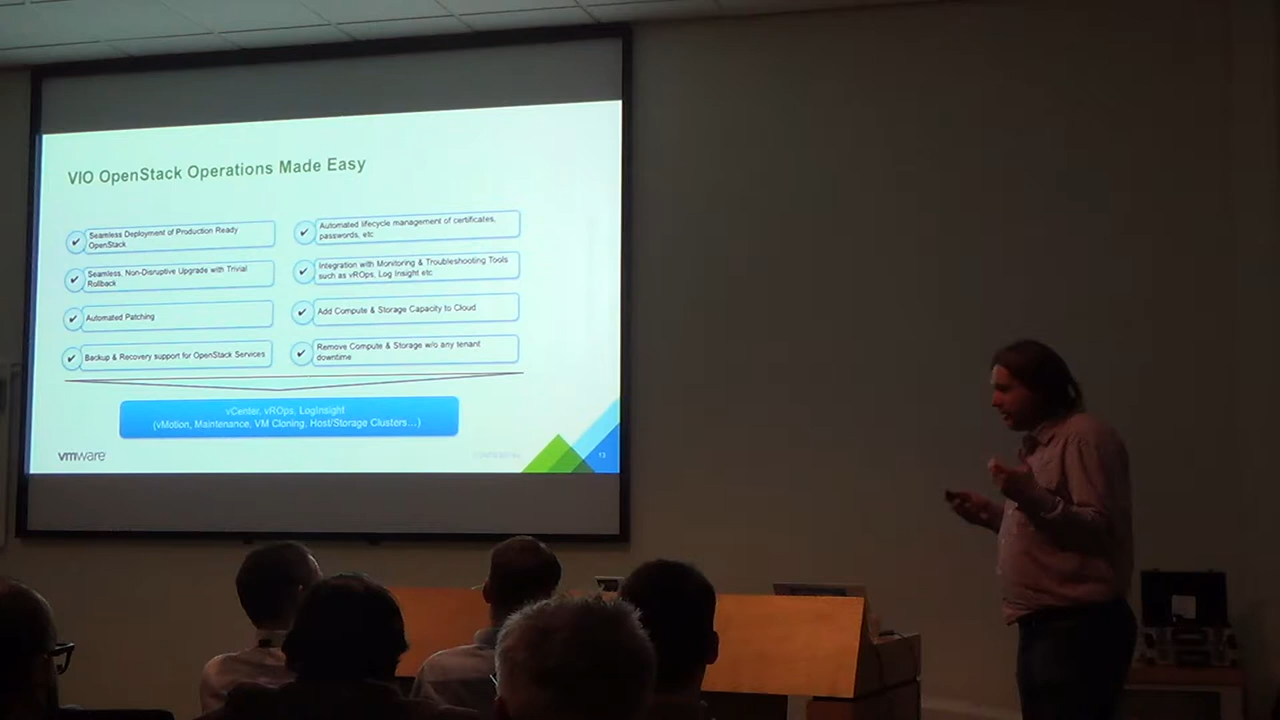 VIO OpenStack Operations Made Easy
Seamless Deployment of Production Ready
OpenStack
Seamless, Non-Disruptive Upgrade with Trivial
Rollback
Automated Patching
Backup & Recovery support for OpenStack Services
Automated lifecycle management of certificates,
passwords, etc
Integration with Monitoring & Troubleshooting Tools
such as vROps, Log Insight etc
Add Compute & Storage Capacity to Cloud
Remove Compute & Storage w/o any tenant
downtime
vCenter, vROps, LogInsight
(vMotion, Maintenance, VM Cloning, Host/Storage Clusters…)
vmware
13